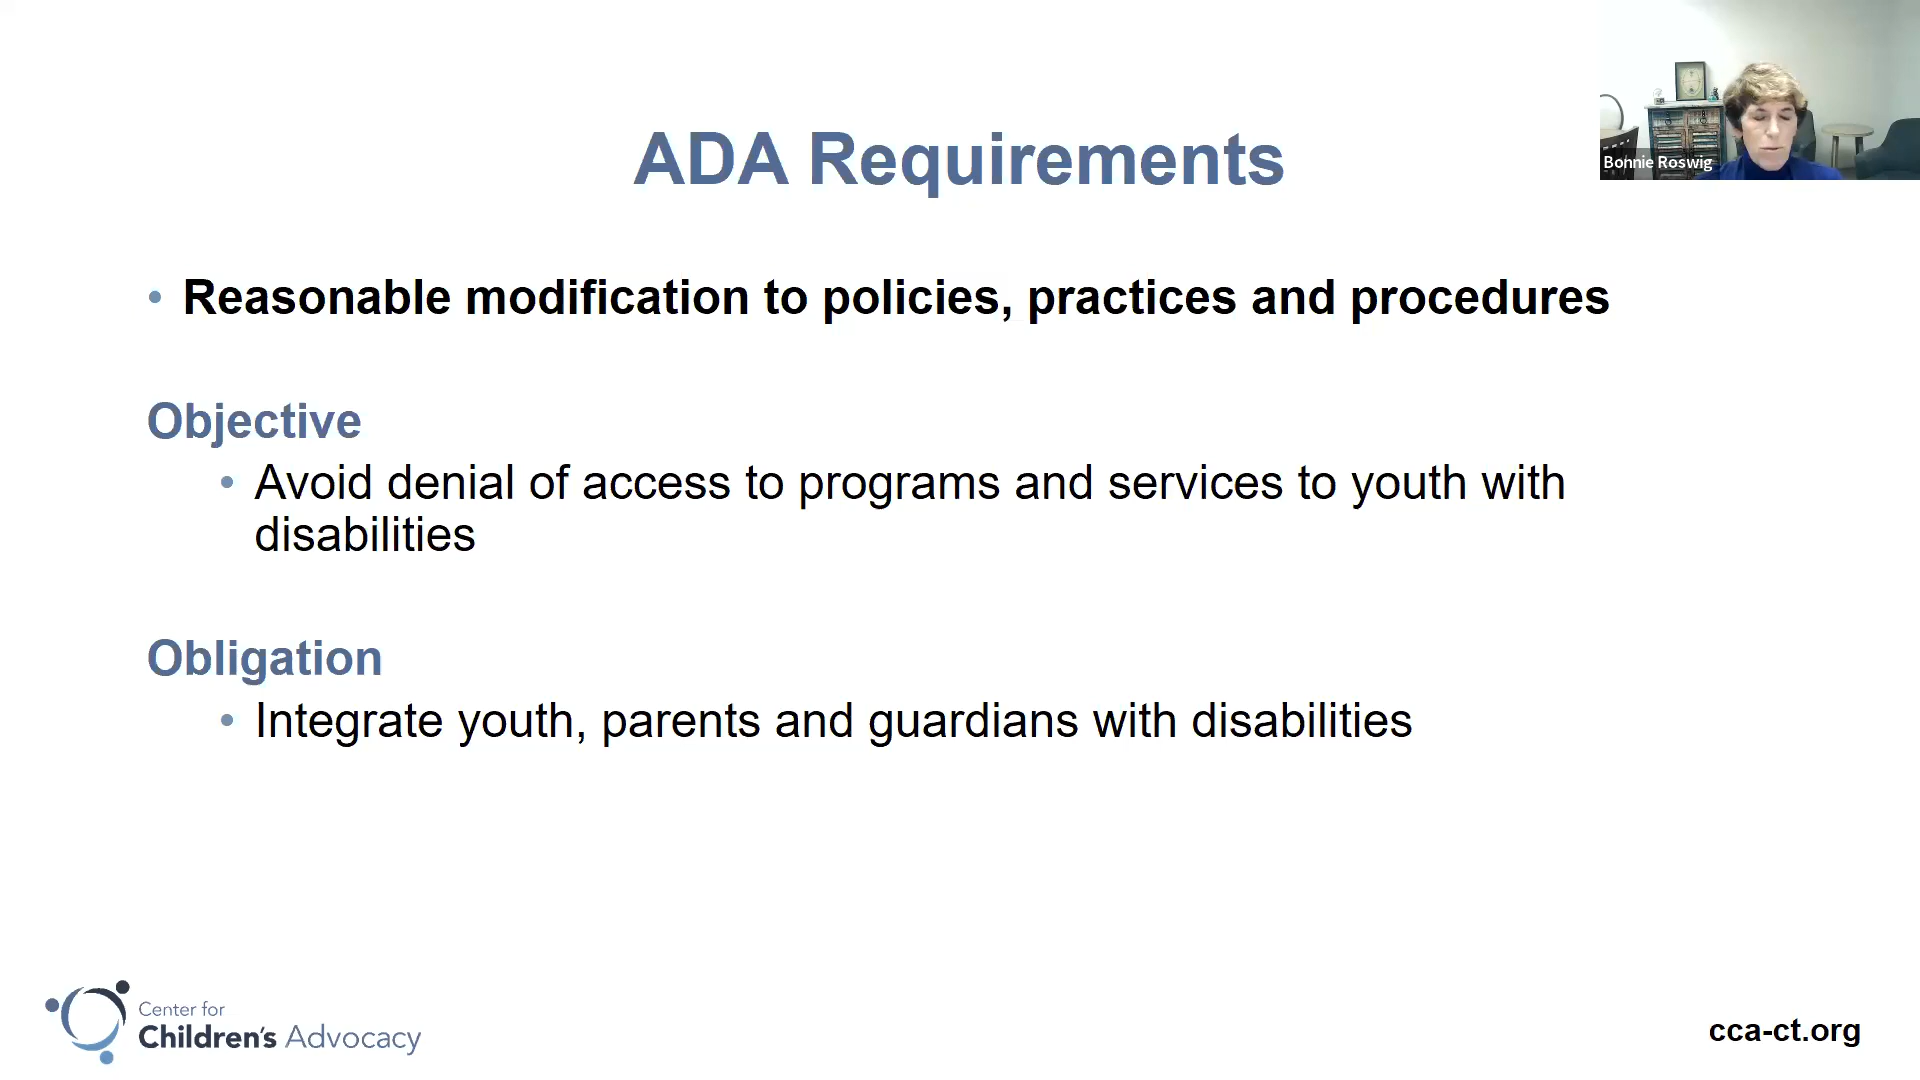 ADA Requirements
Bonnie Roswig
• Reasonable modification to policies, practices and procedures
Objective
• Avoid denial of access to programs and services to youth with
disabilities
Obligation
• Integrate youth, parents and guardians with disabilities
Center for
Children's Advocacy
cca-ct.org